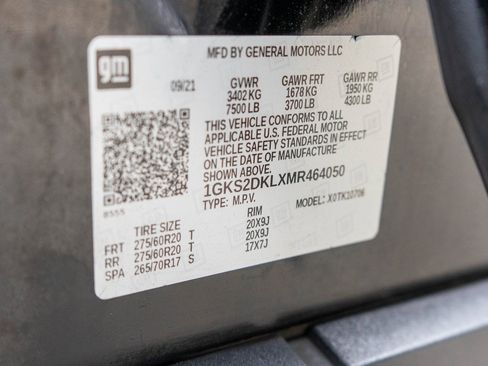 gm
MFD BY GENERAL MOTORS LLC
09/21 GVWR GAWR FRT GAWR RR
3402 KG 1678 KG 1950 KG
7500 LB 3700 LB 4300 LB
THIS VEHICLE CONFORMS TO ALL
APPLICABLE U.S. FEDERAL MOTOR
VEHICLE SAFETY STANDARDS IN EFFECT
ON THE DATE OF MANUFACTURE
SHOWN ABOVE.
1GKS2DKLXMR464050
TYPE: M.P.V. MODEL: X0TK10706
8555
TIRE SIZE RIM
FRT 275/60R20 T 20X9J
RR 275/60R20 T 20X9J
SPA 265/70R17 S 17X7J